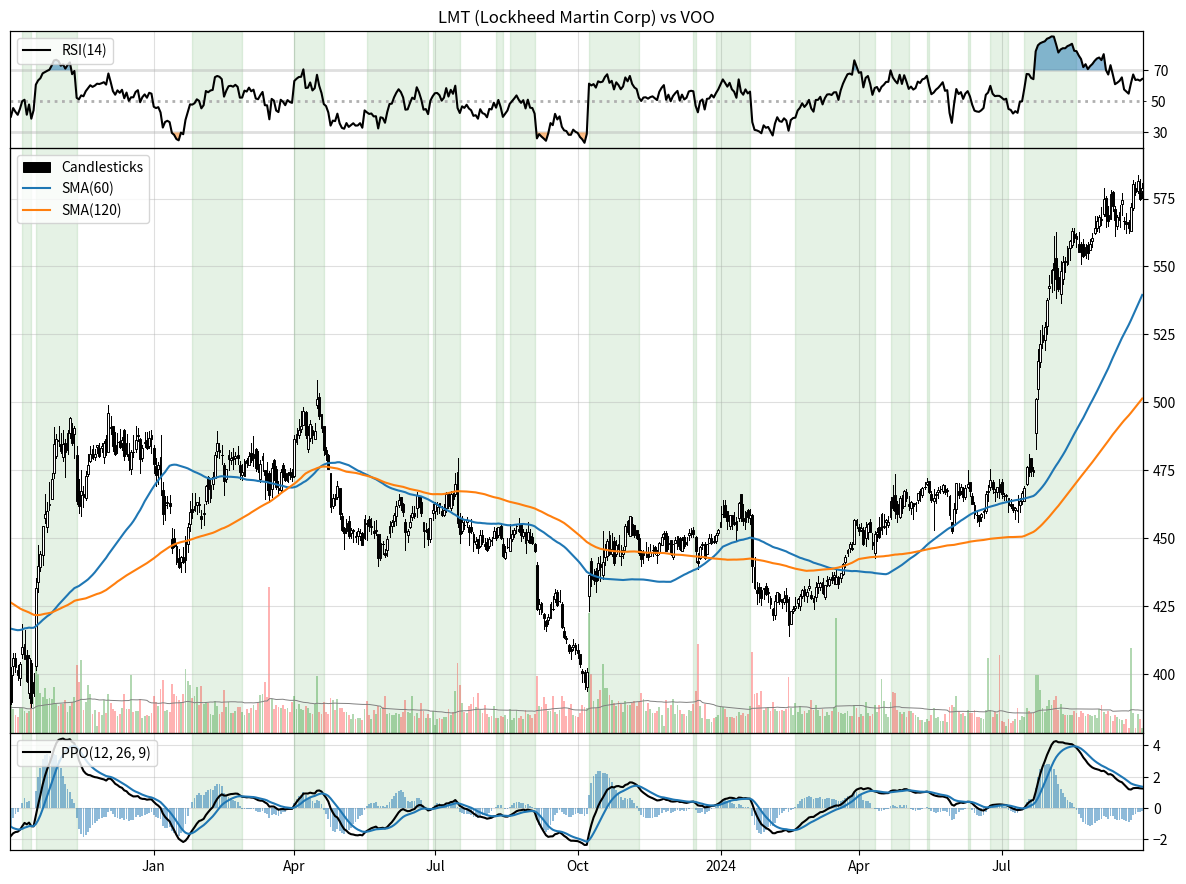 LMT (Lockheed Martin Corp) vs VOO
RSI(14)
70
50
30
Candlesticks
SMA(60)
SMA(120)
575
550
525
500
475
450
425
400
PPO(12, 26, 9)
4
2
0
−2
Jan
Apr
Jul
Oct
2024
Apr
Jul